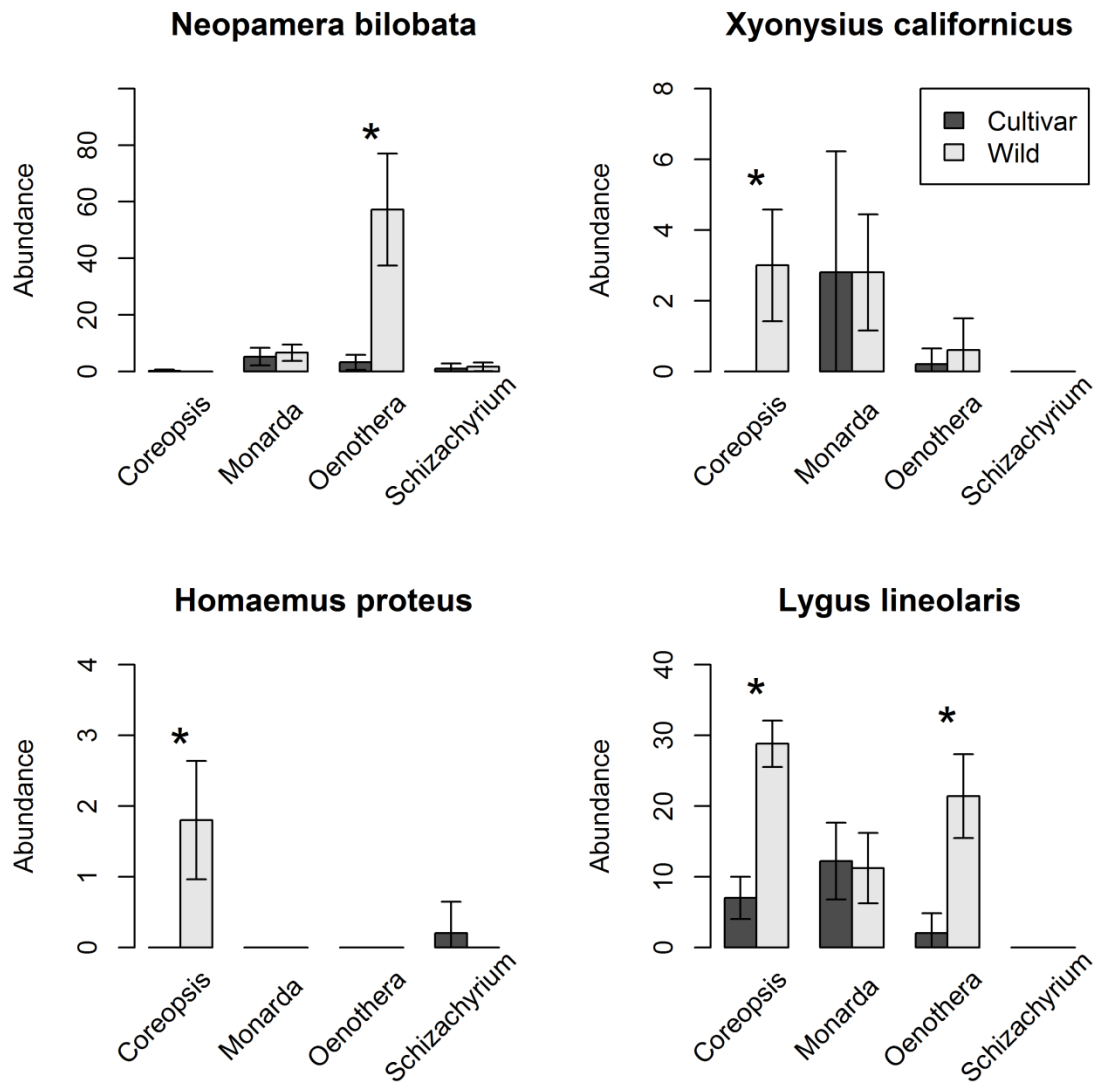 Neopamera bilobata
Abundance
0 20 40 60 80
*
Coreopsis Monarda Oenothera Schizachyrium
Xyonysius californicus
Abundance
0 2 4 6 8
*
Cultivar
Wild
Coreopsis Monarda Oenothera Schizachyrium
Homaemus proteus
Abundance
0 1 2 3 4
*
Coreopsis Monarda Oenothera Schizachyrium
Lygus lineolaris
Abundance
0 10 20 30 40
* *
Coreopsis Monarda Oenothera Schizachyrium